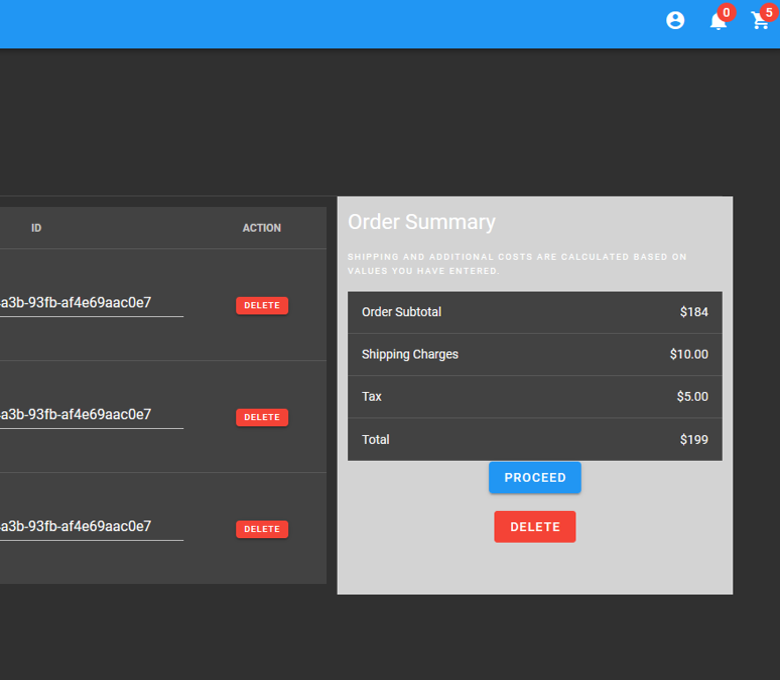 0
5
ID
ACTION
a3b-93fb-af4e69aac0e7
DELETE
a3b-93fb-af4e69aac0e7
DELETE
a3b-93fb-af4e69aac0e7
DELETE
Order Summary
SHIPPING AND ADDITIONAL COSTS ARE CALCULATED BASED ON
VALUES YOU HAVE ENTERED.
Order Subtotal $184
Shipping Charges $10.00
Tax $5.00
Total $199
PROCEED
DELETE